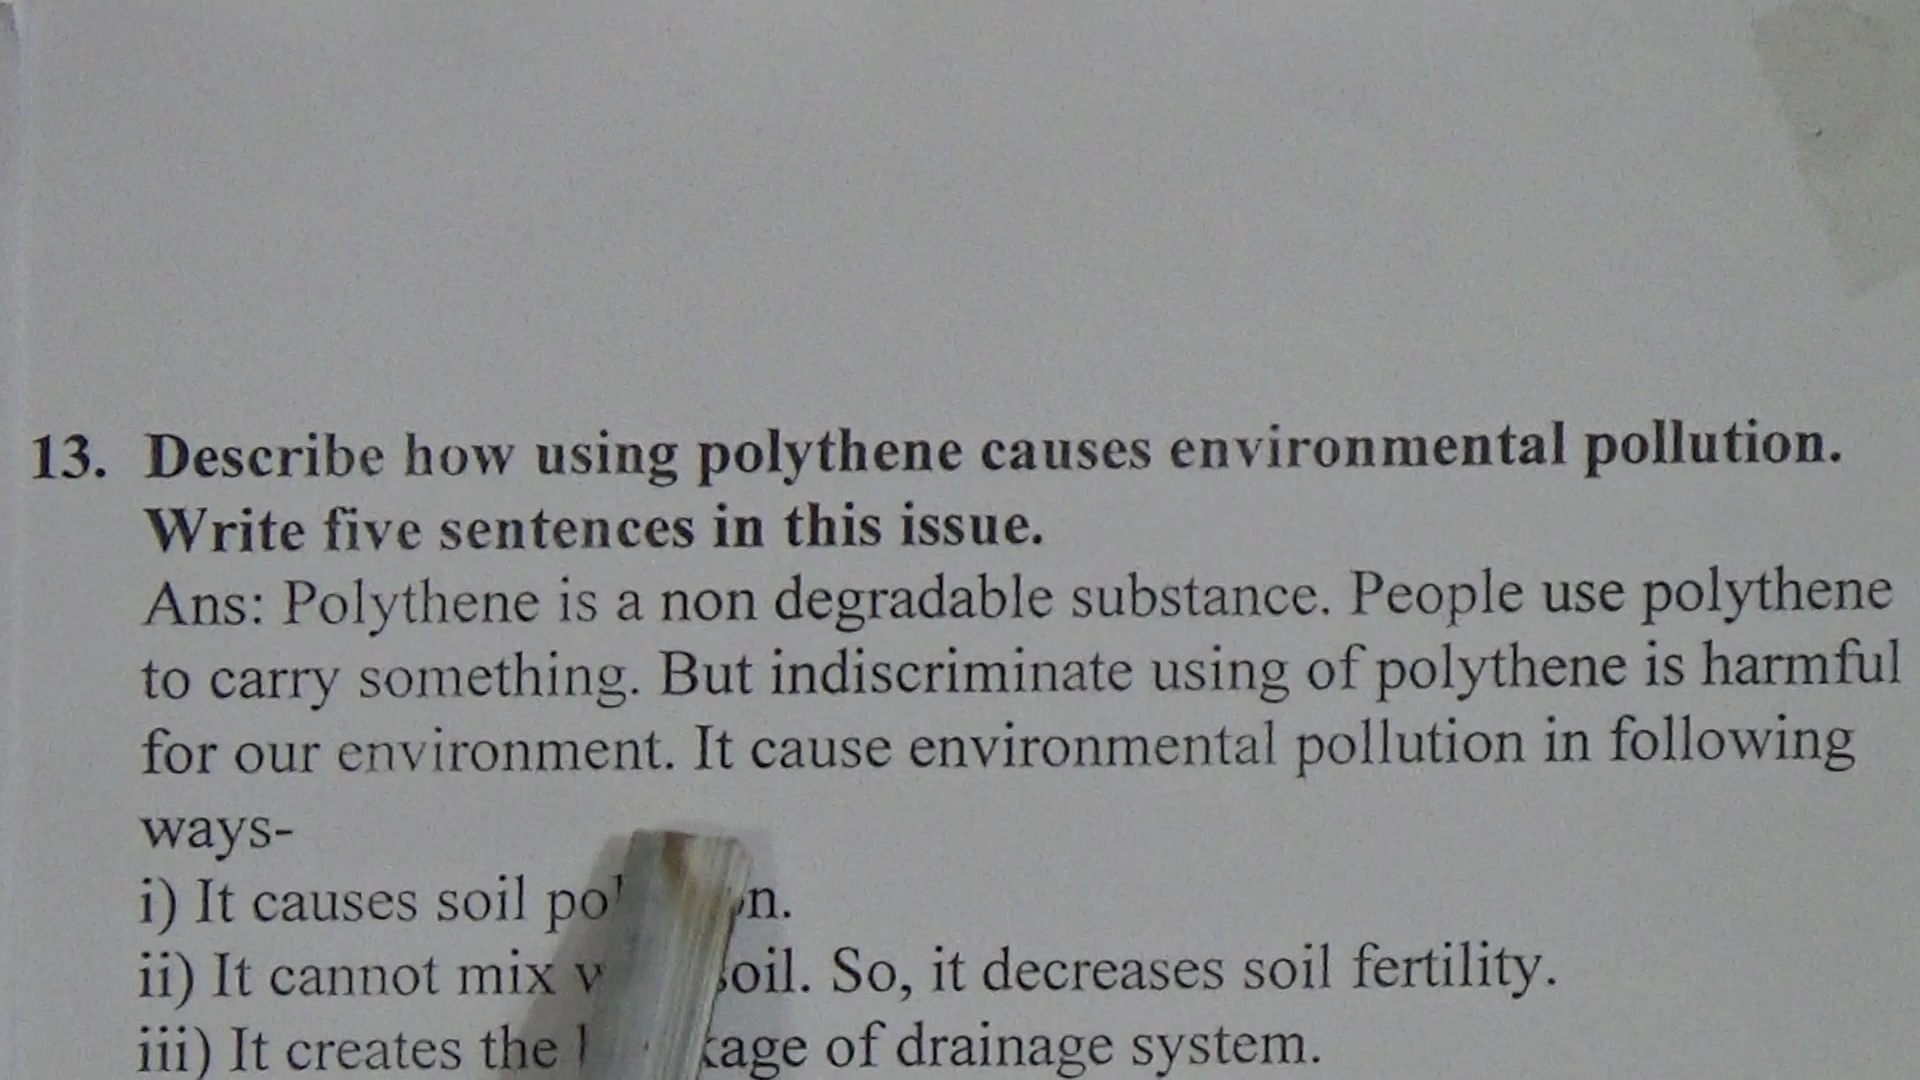 13. Describe how using polythene causes environmental pollution.
Write five sentences in this issue.
Ans: Polythene is a non degradable substance. People use polythene
to carry something. But indiscriminate using of polythene is harmful
for our environment. It cause environmental pollution in following
ways-
i) It causes soil
ii) It cannot mix soil. So, it decreases soil fertility.
iii) It creates the of drainage system.